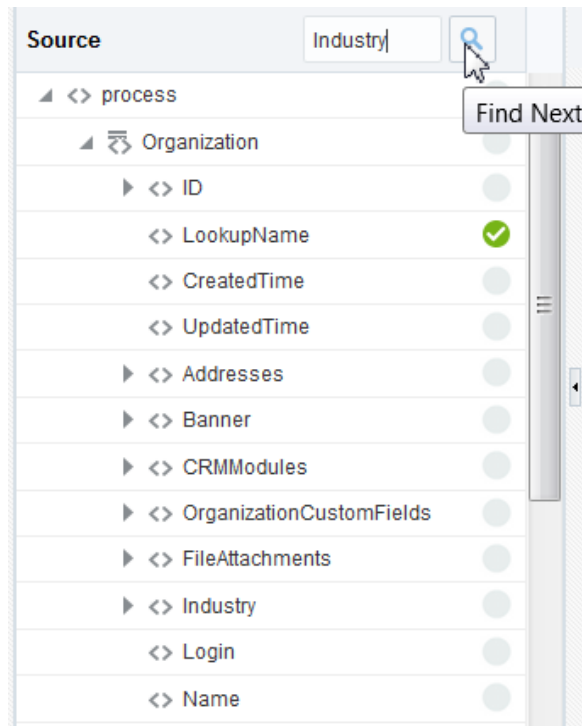 Source Industry
process
Find Next
Organization
ID
LookupName
CreatedTime
UpdatedTime
Addresses
Banner
CRMModules
OrganizationCustomFields
FileAttachments
Industry
Login
Name